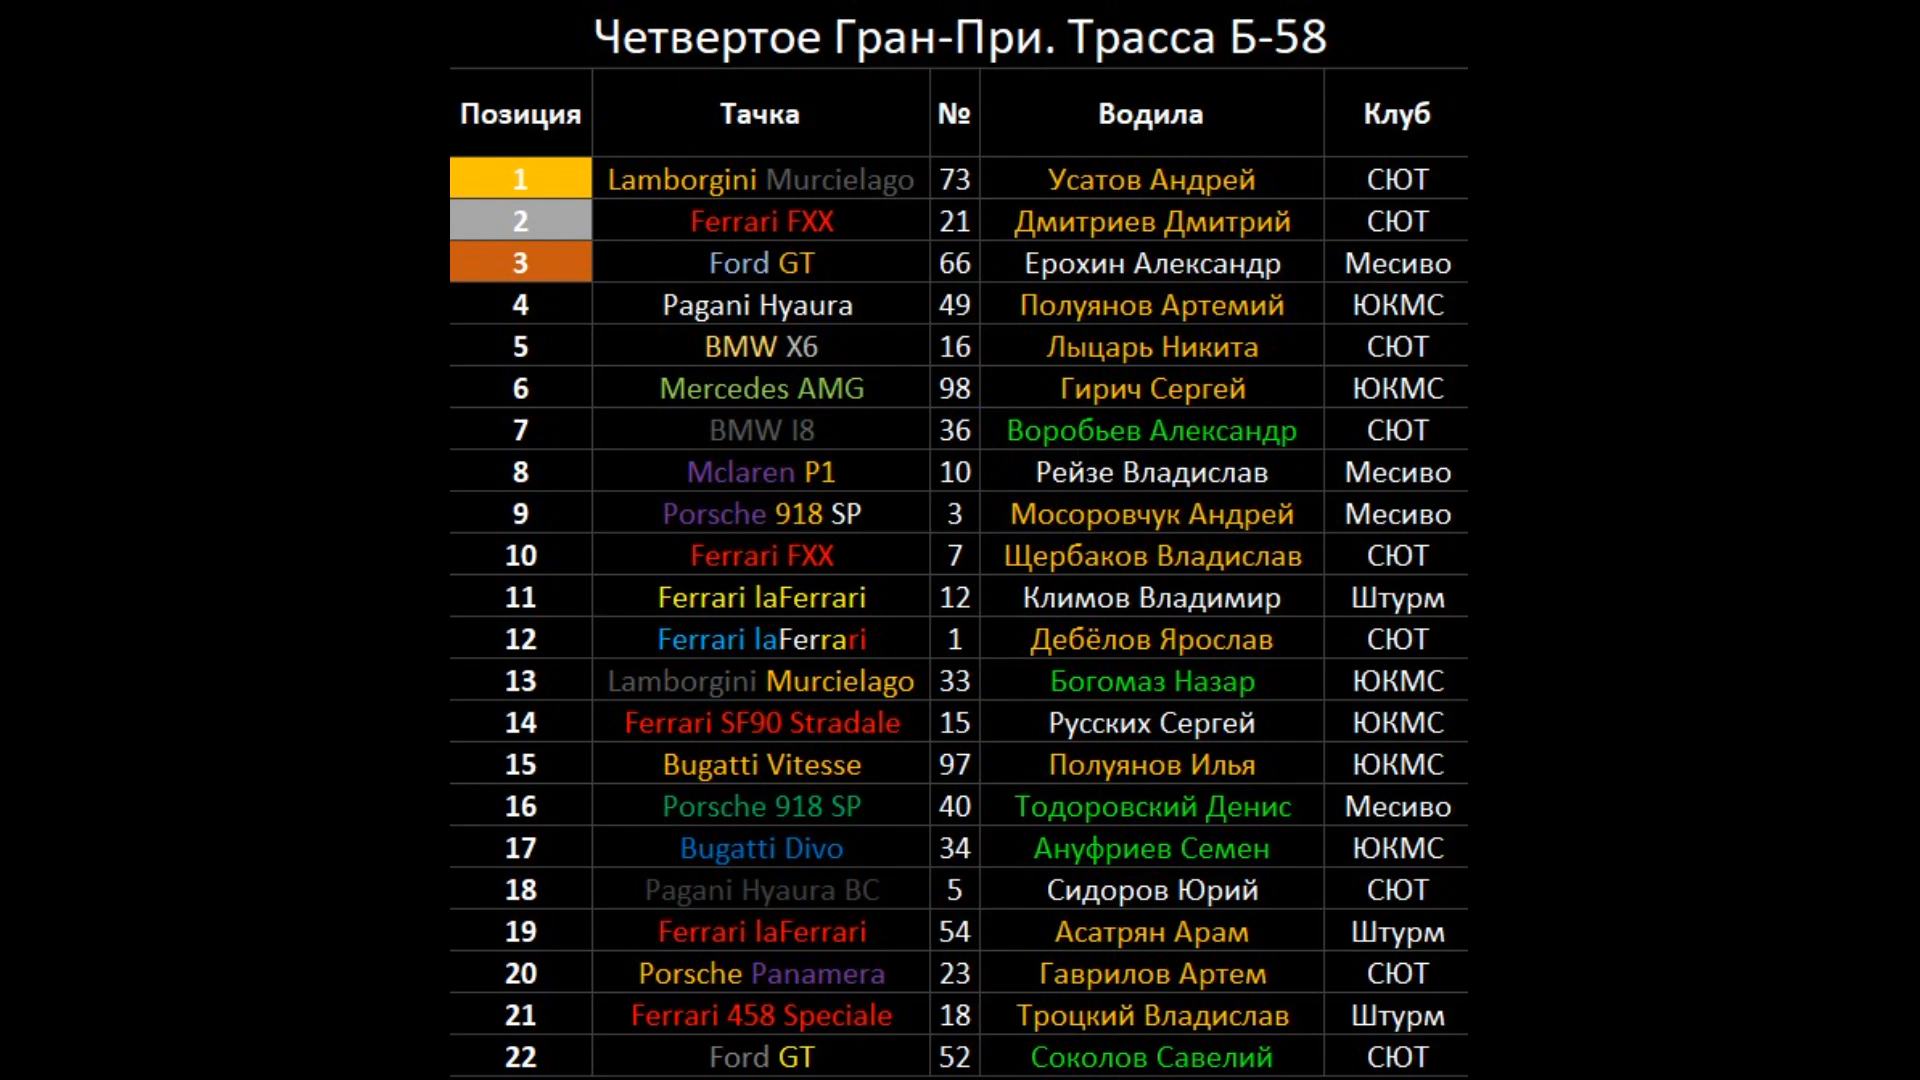 Четвертое Гран-При. Трасса Б-58
Позиция Тачка № Водила Клуб
1 Lamborgini Murcielago 73 Усатов Андрей СЮТ
2 Ferrari FXX 21 Дмитриев Дмитрий СЮТ
3 Ford GT 66 Ерохин Александр Месиво
4 Pagani Hyaura 49 Полуянов Артемий ЮКМС
5 BMW X6 16 Лыцарь Никита СЮТ
6 Mercedes AMG 98 Гирич Сергей ЮКМС
7 BMW I8 36 Воробьев Александр СЮТ
8 Mclaren P1 10 Рейзе Владислав Месиво
9 Porsche 918 SP 3 Мосоровчук Андрей Месиво
10 Ferrari FXX 7 Щербаков Владислав СЮТ
11 Ferrari laFerrari 12 Климов Владимир Штурм
12 Ferrari laFerrari 1 Дебёлов Ярослав СЮТ
13 Lamborgini Murcielago 33 Богомаз Назар ЮКМС
14 Ferrari SF90 Stradale 15 Русских Сергей ЮКМС
15 Bugatti Vitesse 97 Полуянов Илья ЮКМС
16 Porsche 918 SP 40 Тодоровский Денис Месиво
17 Bugatti Divo 34 Ануфриев Семен ЮКМС
18 Pagani Hyaura BC 5 Сидоров Юрий СЮТ
19 Ferrari laFerrari 54 Асатрян Арам Штурм
20 Porsche Panamera 23 Гаврилов Артем СЮТ
21 Ferrari 458 Speciale 18 Троцкий Владислав Штурм
22 Ford GT 52 Соколов Савелий СЮТ